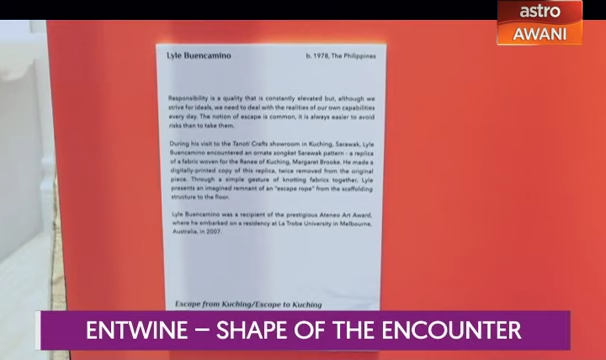 astro
AWANI
Lyle Buencamino b. 1978, The Philippines
Responsibility is a quality that is constantly elevated but, although we
strive for ideals, we need to deal with the realities of our own capabilities
every day. The notion of escape is common, it is always easier to avoid
risks than to take them.
During his visit to the Tanoti Crafts showroom in Kuching, Sarawak, Lyle
Buencamino encountered an ornate songket Sarawak pattern - a replica
of a fabric woven for the Ranee of Kuching, Margaret Brooke. He made a
digitally-printed copy of this replica, twice removed from the original
piece. Through a simple gesture of knotting fabrics together, Lyle
presents an imagined remnant of an "escape rope" from the scaffolding
structure to the floor.
Lyle Buencamino was a recipient of the prestigious Ateneo Art Award,
where he embarked on a residency at La Trobe University in Melbourne,
Australia, in 2007.
Escape from Kuching/Escape to Kuching
ENTWINE – SHAPE OF THE ENCOUNTER